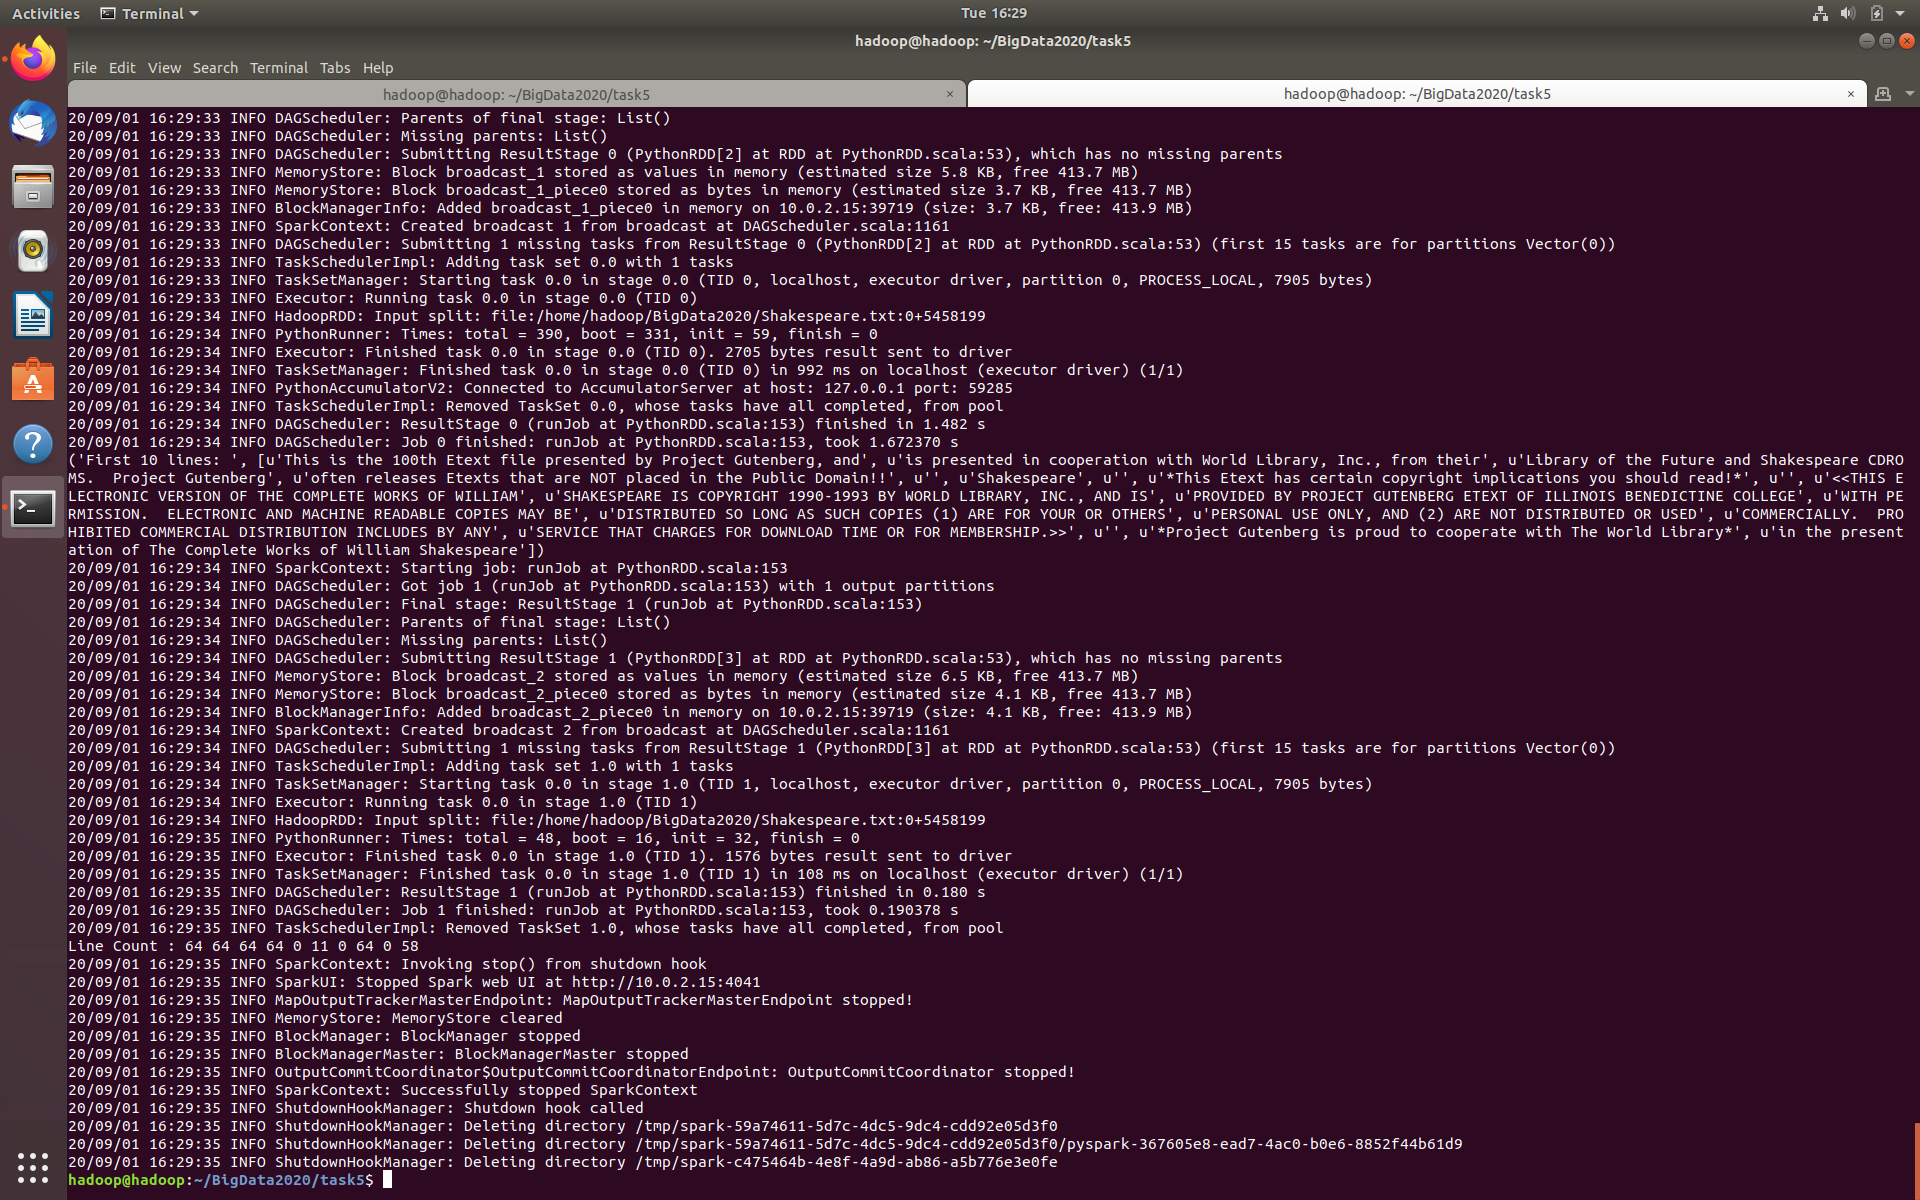 Activities Terminal Tue 16:29
hadoop@hadoop: ~/BigData2020/task5
File Edit View Search Terminal Tabs Help
hadoop@hadoop: ~/BigData2020/task5 × hadoop@hadoop: ~/BigData2020/task5 ×
20/09/01 16:29:33 INFO DAGScheduler: Parents of final stage: List()
20/09/01 16:29:33 INFO DAGScheduler: Missing parents: List()
20/09/01 16:29:33 INFO DAGScheduler: Submitting ResultStage 0 (PythonRDD[2] at RDD at PythonRDD.scala:53), which has no missing parents
20/09/01 16:29:33 INFO MemoryStore: Block broadcast_1 stored as values in memory (estimated size 5.8 KB, free 413.7 MB)
20/09/01 16:29:33 INFO MemoryStore: Block broadcast_1_piece0 stored as bytes in memory (estimated size 3.7 KB, free 413.7 MB)
20/09/01 16:29:33 INFO BlockManagerInfo: Added broadcast_1_piece0 in memory on 10.0.2.15:39719 (size: 3.7 KB, free: 413.9 MB)
20/09/01 16:29:33 INFO SparkContext: Created broadcast 1 from broadcast at DAGScheduler.scala:1161
20/09/01 16:29:33 INFO DAGScheduler: Submitting 1 missing tasks from ResultStage 0 (PythonRDD[2] at RDD at PythonRDD.scala:53) (first 15 tasks are for partitions Vector(0))
20/09/01 16:29:33 INFO TaskSchedulerImpl: Adding task set 0.0 with 1 tasks
20/09/01 16:29:33 INFO TaskSetManager: Starting task 0.0 in stage 0.0 (TID 0, localhost, executor driver, partition 0, PROCESS_LOCAL, 7905 bytes)
20/09/01 16:29:33 INFO Executor: Running task 0.0 in stage 0.0 (TID 0)
20/09/01 16:29:34 INFO HadoopRDD: Input split: file:/home/hadoop/BigData2020/Shakespeare.txt:0+5458199
20/09/01 16:29:34 INFO PythonRunner: Times: total = 390, boot = 331, init = 59, finish = 0
20/09/01 16:29:34 INFO Executor: Finished task 0.0 in stage 0.0 (TID 0). 2705 bytes result sent to driver
20/09/01 16:29:34 INFO TaskSetManager: Finished task 0.0 in stage 0.0 (TID 0) in 992 ms on localhost (executor driver) (1/1)
20/09/01 16:29:34 INFO PythonAccumulatorV2: Connected to AccumulatorServer at host: 127.0.0.1 port: 59285
20/09/01 16:29:34 INFO TaskSchedulerImpl: Removed TaskSet 0.0, whose tasks have all completed, from pool
20/09/01 16:29:34 INFO DAGScheduler: ResultStage 0 (runJob at PythonRDD.scala:153) finished in 1.482 s
20/09/01 16:29:34 INFO DAGScheduler: Job 0 finished: runJob at PythonRDD.scala:153, took 1.672370 s
('First 10 lines: ', [u'This is the 100th Etext file presented by Project Gutenberg, and', u'is presented in cooperation with World Library, Inc., from their', u'Library of the Future and Shakespeare CDRO
MS.  Project Gutenberg', u'often releases Etexts that are NOT placed in the Public Domain!!', u'', u'Shakespeare', u'', u'*This Etext has certain copyright implications you should read!*', u'', u'<<THIS E
LECTRONIC VERSION OF THE COMPLETE WORKS OF WILLIAM', u'SHAKESPEARE IS COPYRIGHT 1990-1993 BY WORLD LIBRARY, INC., AND IS', u'PROVIDED BY PROJECT GUTENBERG ETEXT OF ILLINOIS BENEDICTINE COLLEGE', u'WITH PE
RMISSION.  ELECTRONIC AND MACHINE READABLE COPIES MAY BE', u'DISTRIBUTED SO LONG AS SUCH COPIES (1) ARE FOR YOUR OR OTHERS', u'PERSONAL USE ONLY, AND (2) ARE NOT DISTRIBUTED OR USED', u'COMMERCIALLY.  PRO
HIBITED COMMERCIAL DISTRIBUTION INCLUDES BY ANY', u'SERVICE THAT CHARGES FOR DOWNLOAD TIME OR FOR MEMBERSHIP.>>', u'', u'*Project Gutenberg is proud to cooperate with The World Library*', u'in the present
ation of The Complete Works of William Shakespeare'])
20/09/01 16:29:34 INFO SparkContext: Starting job: runJob at PythonRDD.scala:153
20/09/01 16:29:34 INFO DAGScheduler: Got job 1 (runJob at PythonRDD.scala:153) with 1 output partitions
20/09/01 16:29:34 INFO DAGScheduler: Final stage: ResultStage 1 (runJob at PythonRDD.scala:153)
20/09/01 16:29:34 INFO DAGScheduler: Parents of final stage: List()
20/09/01 16:29:34 INFO DAGScheduler: Missing parents: List()
20/09/01 16:29:34 INFO DAGScheduler: Submitting ResultStage 1 (PythonRDD[3] at RDD at PythonRDD.scala:53), which has no missing parents
20/09/01 16:29:34 INFO MemoryStore: Block broadcast_2 stored as values in memory (estimated size 6.5 KB, free 413.7 MB)
20/09/01 16:29:34 INFO MemoryStore: Block broadcast_2_piece0 stored as bytes in memory (estimated size 4.1 KB, free 413.7 MB)
20/09/01 16:29:34 INFO BlockManagerInfo: Added broadcast_2_piece0 in memory on 10.0.2.15:39719 (size: 4.1 KB, free: 413.9 MB)
20/09/01 16:29:34 INFO SparkContext: Created broadcast 2 from broadcast at DAGScheduler.scala:1161
20/09/01 16:29:34 INFO DAGScheduler: Submitting 1 missing tasks from ResultStage 1 (PythonRDD[3] at RDD at PythonRDD.scala:53) (first 15 tasks are for partitions Vector(0))
20/09/01 16:29:34 INFO TaskSchedulerImpl: Adding task set 1.0 with 1 tasks
20/09/01 16:29:34 INFO TaskSetManager: Starting task 0.0 in stage 1.0 (TID 1, localhost, executor driver, partition 0, PROCESS_LOCAL, 7905 bytes)
20/09/01 16:29:34 INFO Executor: Running task 0.0 in stage 1.0 (TID 1)
20/09/01 16:29:34 INFO HadoopRDD: Input split: file:/home/hadoop/BigData2020/Shakespeare.txt:0+5458199
20/09/01 16:29:35 INFO PythonRunner: Times: total = 48, boot = 16, init = 32, finish = 0
20/09/01 16:29:35 INFO Executor: Finished task 0.0 in stage 1.0 (TID 1). 1576 bytes result sent to driver
20/09/01 16:29:35 INFO TaskSetManager: Finished task 0.0 in stage 1.0 (TID 1) in 108 ms on localhost (executor driver) (1/1)
20/09/01 16:29:35 INFO DAGScheduler: ResultStage 1 (runJob at PythonRDD.scala:153) finished in 0.180 s
20/09/01 16:29:35 INFO DAGScheduler: Job 1 finished: runJob at PythonRDD.scala:153, took 0.190378 s
20/09/01 16:29:35 INFO TaskSchedulerImpl: Removed TaskSet 1.0, whose tasks have all completed, from pool
Line Count : 64 64 64 64 0 11 0 64 0 58
20/09/01 16:29:35 INFO SparkContext: Invoking stop() from shutdown hook
20/09/01 16:29:35 INFO SparkUI: Stopped Spark web UI at http://10.0.2.15:4041
20/09/01 16:29:35 INFO MapOutputTrackerMasterEndpoint: MapOutputTrackerMasterEndpoint stopped!
20/09/01 16:29:35 INFO MemoryStore: MemoryStore cleared
20/09/01 16:29:35 INFO BlockManager: BlockManager stopped
20/09/01 16:29:35 INFO BlockManagerMaster: BlockManagerMaster stopped
20/09/01 16:29:35 INFO OutputCommitCoordinator$OutputCommitCoordinatorEndpoint: OutputCommitCoordinator stopped!
20/09/01 16:29:35 INFO SparkContext: Successfully stopped SparkContext
20/09/01 16:29:35 INFO ShutdownHookManager: Shutdown hook called
20/09/01 16:29:35 INFO ShutdownHookManager: Deleting directory /tmp/spark-59a74611-5d7c-4dc5-9dc4-cdd92e05d3f0
20/09/01 16:29:35 INFO ShutdownHookManager: Deleting directory /tmp/spark-59a74611-5d7c-4dc5-9dc4-cdd92e05d3f0/pyspark-367605e8-ead7-4ac0-b0e6-8852f44b61d9
20/09/01 16:29:35 INFO ShutdownHookManager: Deleting directory /tmp/spark-c475464b-4e8f-4a9d-ab86-a5b776e3e0fe
hadoop@hadoop:~/BigData2020/task5$